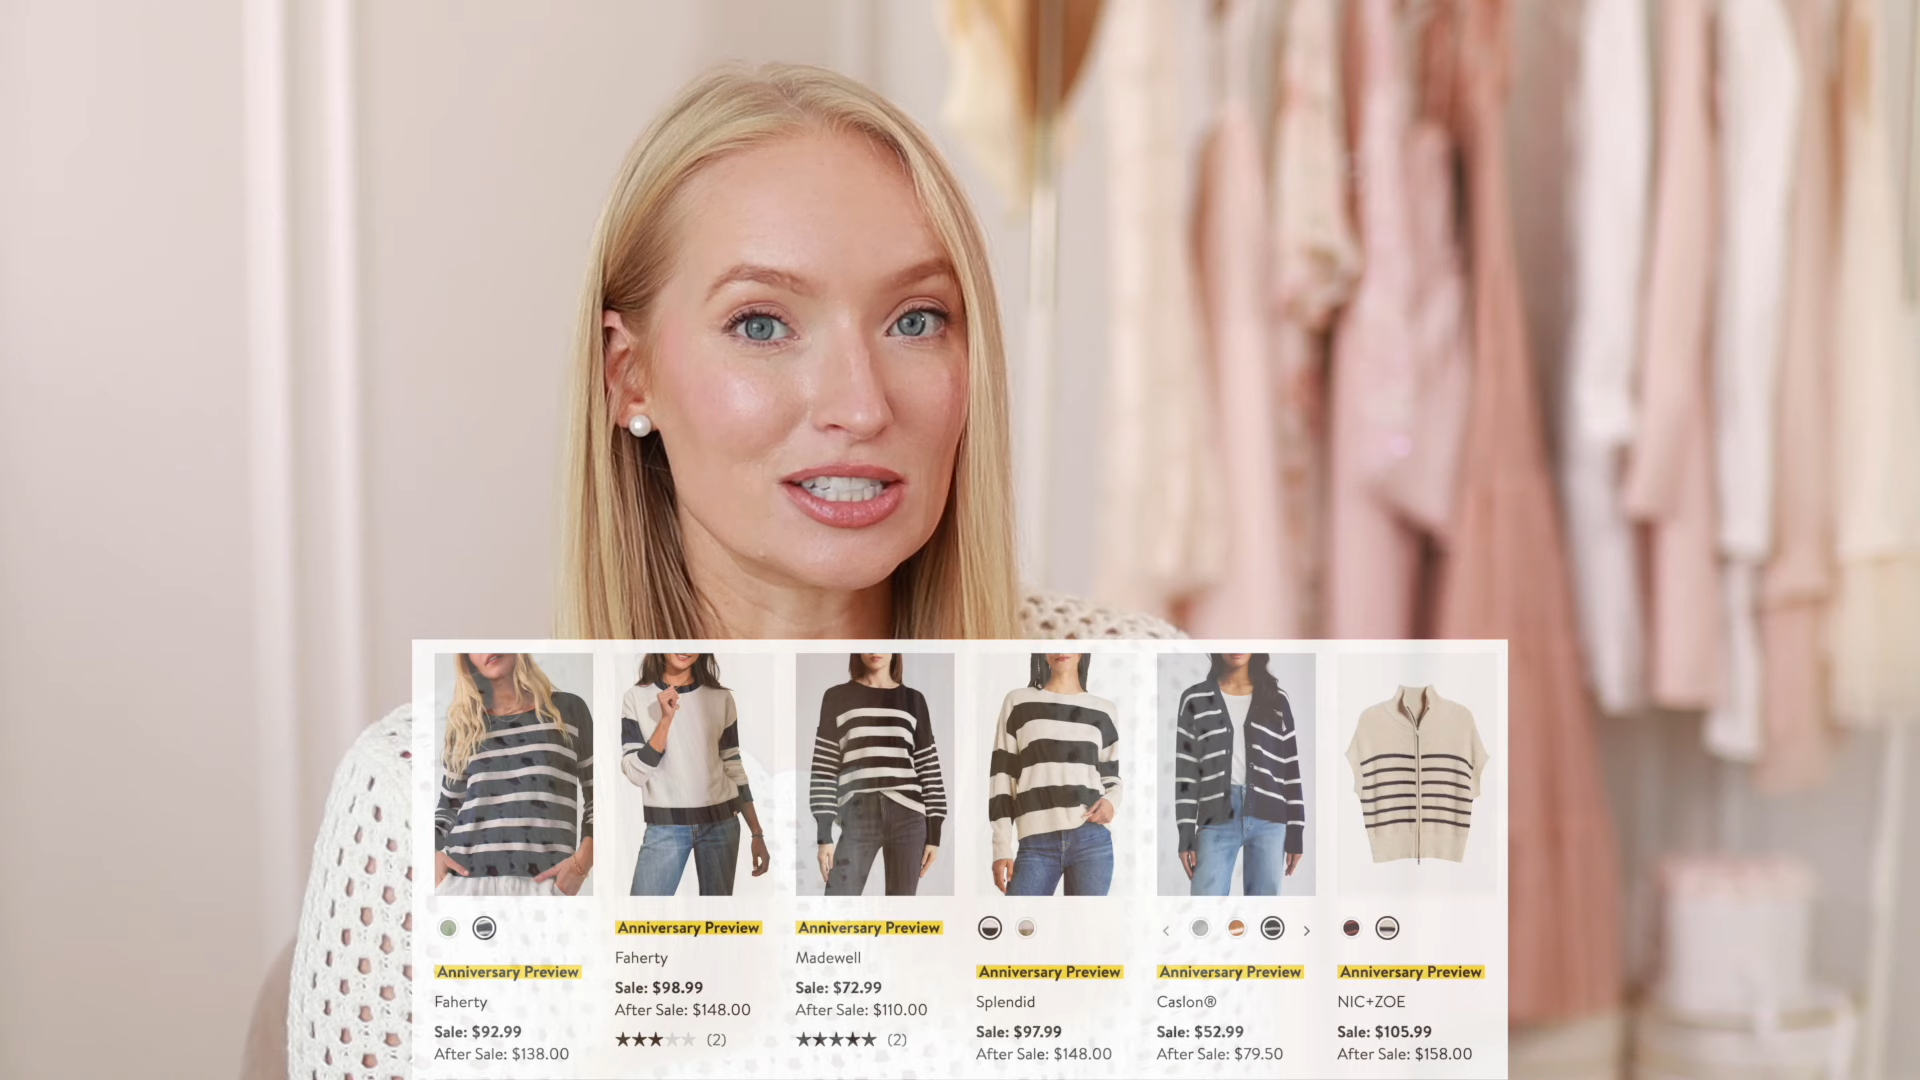 Anniversary Preview
Faherty
Sale: $92.99
After Sale: $138.00
Anniversary Preview
Faherty
Sale: $98.99
After Sale: $148.00
(2)
Anniversary Preview
Madewell
Sale: $72.99
After Sale: $110.00
(2)
Anniversary Preview
Splendid
Sale: $97.99
After Sale: $148.00
Anniversary Preview
Caslon®
Sale: $52.99
After Sale: $79.50
Anniversary Preview
NIC+ZOE
Sale: $105.99
After Sale: $158.00